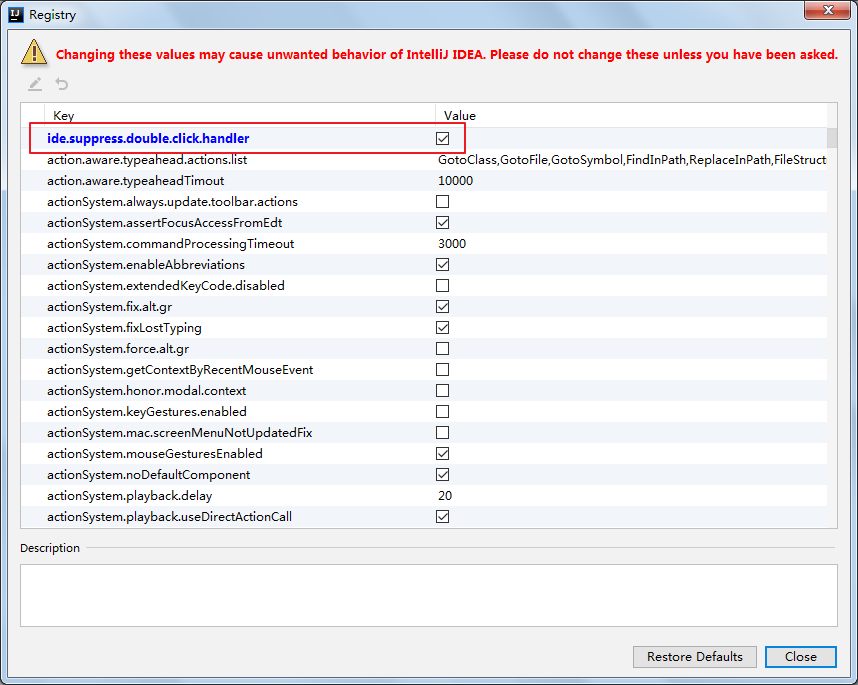 IJ Registry
Changing these values may cause unwanted behavior of IntelliJ IDEA. Please do not change these unless you have been asked.
Key Value
ide.suppress.double.click.handler
action.aware.typeahead.actions.list GotoClass,GotoFile,GotoSymbol,FindInPath,ReplaceInPath,FileStruct
action.aware.typeaheadTimout 10000
actionSystem.always.update.toolbar.actions
actionSystem.assertFocusAccessFromEdt
actionSystem.commandProcessingTimeout 3000
actionSystem.enableAbbreviations
actionSystem.extendedKeyCode.disabled
actionSystem.fix.alt.gr
actionSystem.fixLostTyping
actionSystem.force.alt.gr
actionSystem.getContextByRecentMouseEvent
actionSystem.honor.modal.context
actionSystem.keyGestures.enabled
actionSystem.mac.screenMenuNotUpdatedFix
actionSystem.mouseGesturesEnabled
actionSystem.noDefaultComponent
actionSystem.playback.delay 20
actionSystem.playback.useDirectActionCall
Description
Restore Defaults Close